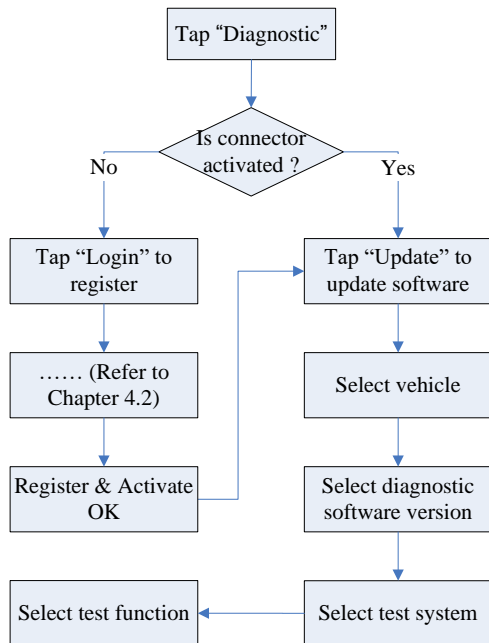 Tap “Diagnostic”
Is connector
activated ?
No
Yes
Tap “Login” to
register
Tap “Update” to
update software
…… (Refer to
Chapter 4.2)
Select vehicle
Register & Activate
OK
Select diagnostic
software version
Select test function
Select test system